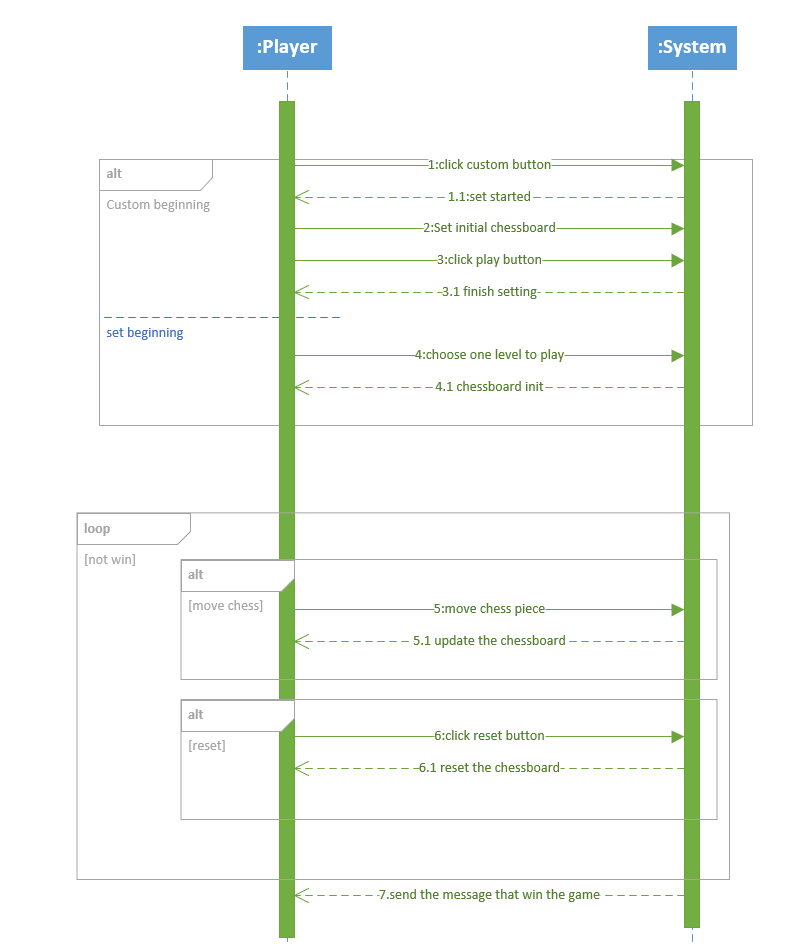 :Player
:System
alt
1:click custom button
Custom beginning
1.1:set started
2:Set initial chessboard
3:click play button
3.1 finish setting
set beginning
4:choose one level to play
4.1 chessboard init
loop
[not win]
alt
[move chess]
5:move chess piece
5.1 update the chessboard
alt
[reset]
6:click reset button
6.1 reset the chessboard
7.send the message that win the game